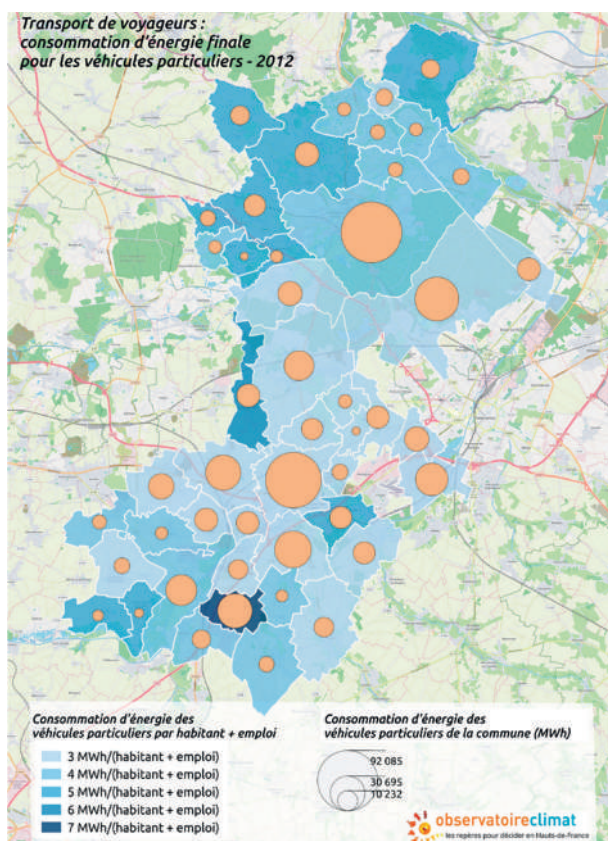 Transport de voyageurs :
consommation d'énergie finale
pour les véhicules particuliers - 2012
Consommation d'énergie des
véhicules particuliers par habitant + emploi
3 MWh/(habitant + emploi)
4 MWh/(habitant + emploi)
5 MWh/(habitant + emploi)
6 MWh/(habitant + emploi)
7 MWh/(habitant + emploi)
Consommation d'énergie des
véhicules particuliers de la commune (MWh)
92 085
30 695
10 232
observatoireclimat
les repères pour décider en Hauts-de-France